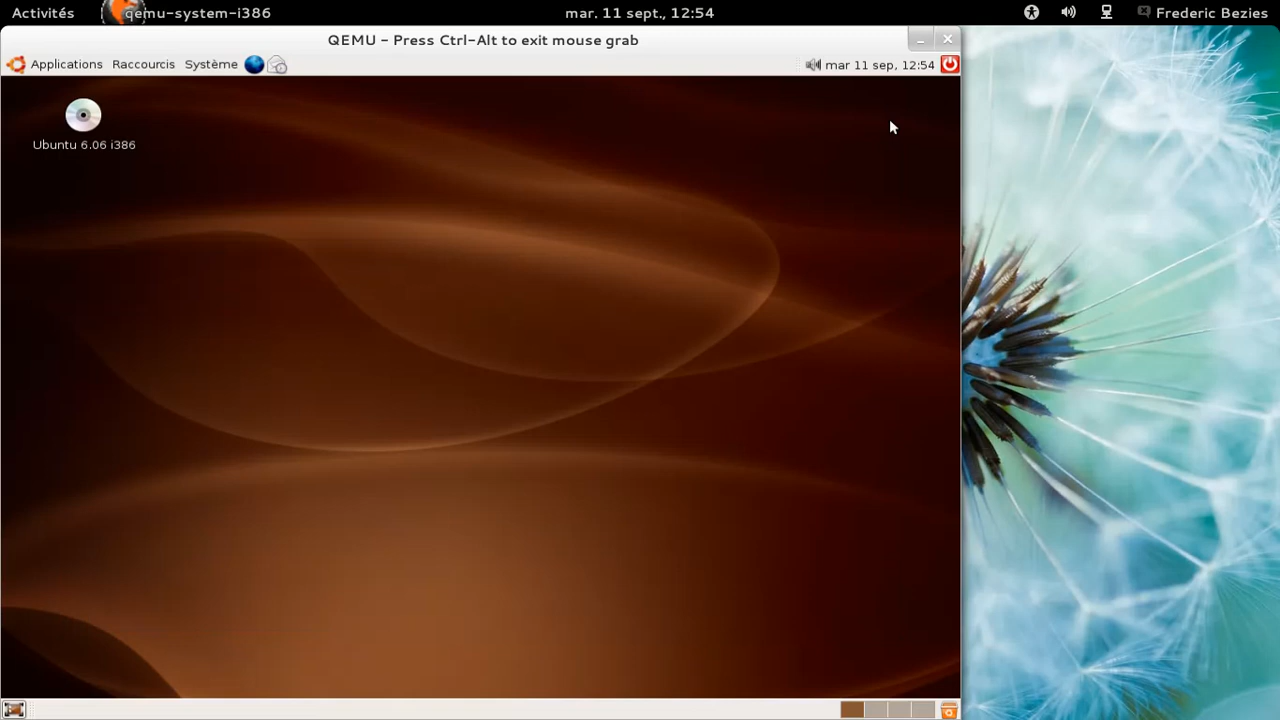 Activités qemu-system-i386 mar. 11 sept., 12:54 Frederic Bezies
QEMU - Press Ctrl-Alt to exit mouse grab
Applications Raccourcis Système mar 11 sep, 12:54
Ubuntu 6.06 i386